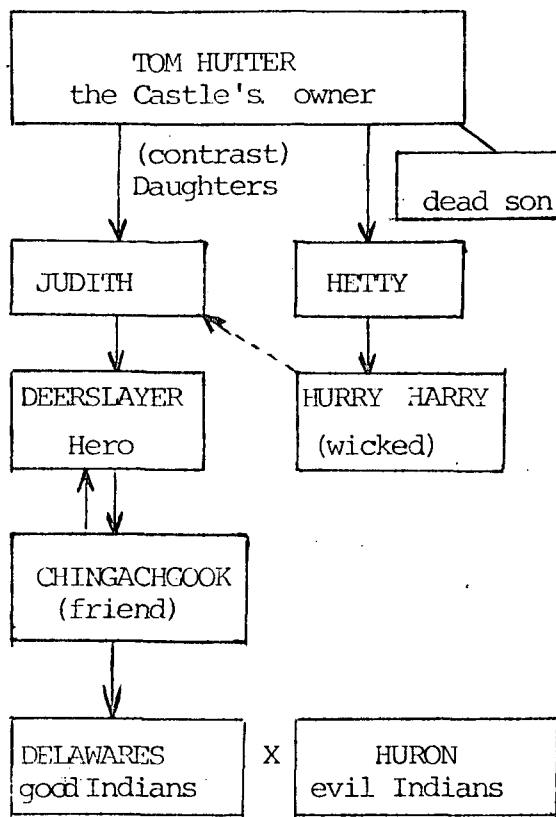 TOM HUTTER
the Castle's owner
(contrast)
Daughters
dead son
JUDITH
HETTY
DEERSLAYER
Hero
HURRY HARRY
(wicked)
CHINGACHGOOK
(friend)
DELAWARES
good Indians
X
HURON
evil Indians